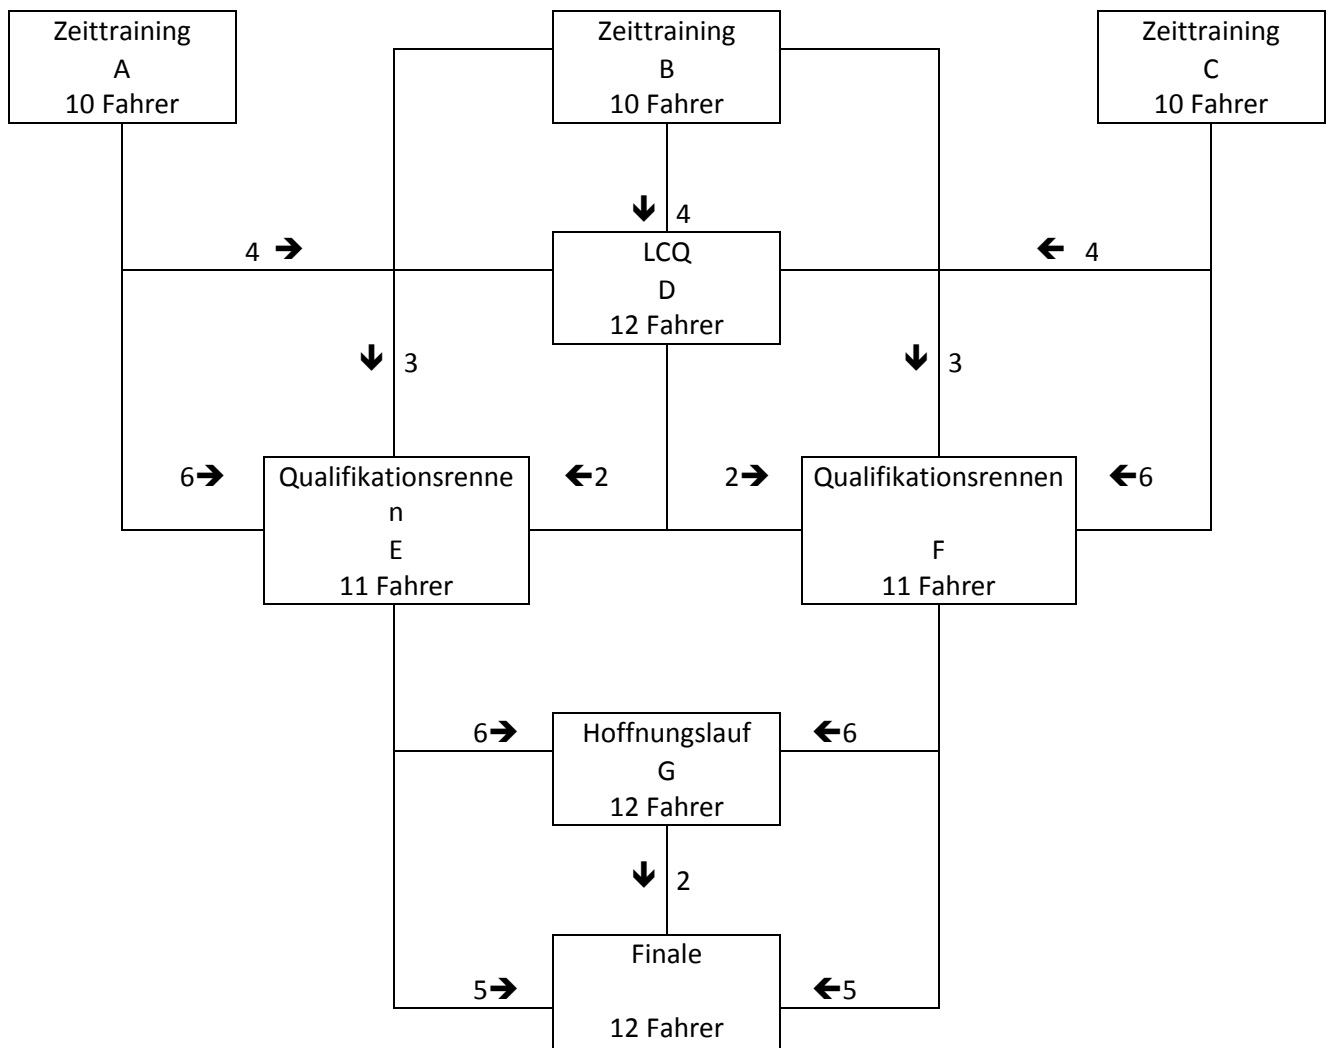 Zeittraining
A
10 Fahrer
Zeittraining
B
10 Fahrer
Zeittraining
C
10 Fahrer
🡻 4
4 🡺
LCQ
D
12 Fahrer
🡸 4
🡻 3
🡻 3
6🡺
Qualifikationsrenne
n
E
11 Fahrer
🡸2
2🡺
Qualifikationsrennen
F
11 Fahrer
🡸6
6🡺
Hoffnungslauf
G
12 Fahrer
🡸6
🡻 2
5🡺
Finale
12 Fahrer
🡸5